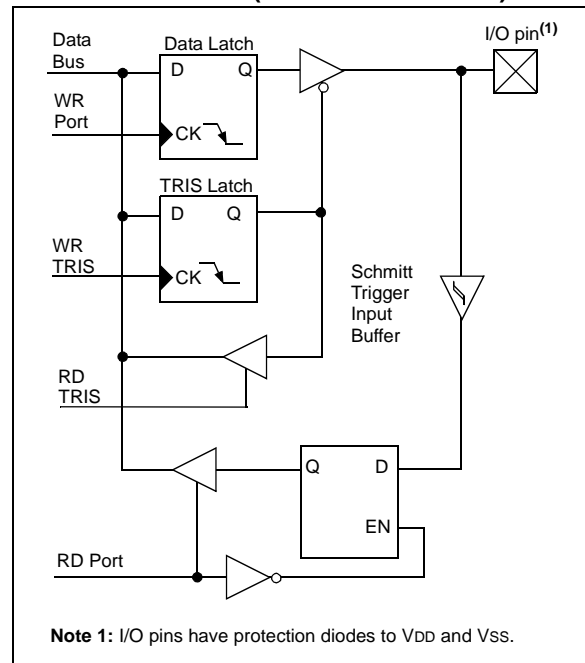 Data
Bus
Data Latch
I/O pin(1)
D
Q
WR
Port
CK
TRIS Latch
D
Q
WR
TRIS
CK
Schmitt
Trigger
Input
Buffer
RD
TRIS
Q
D
EN
RD Port
Note 1: I/O pins have protection diodes to VDD and VSS.